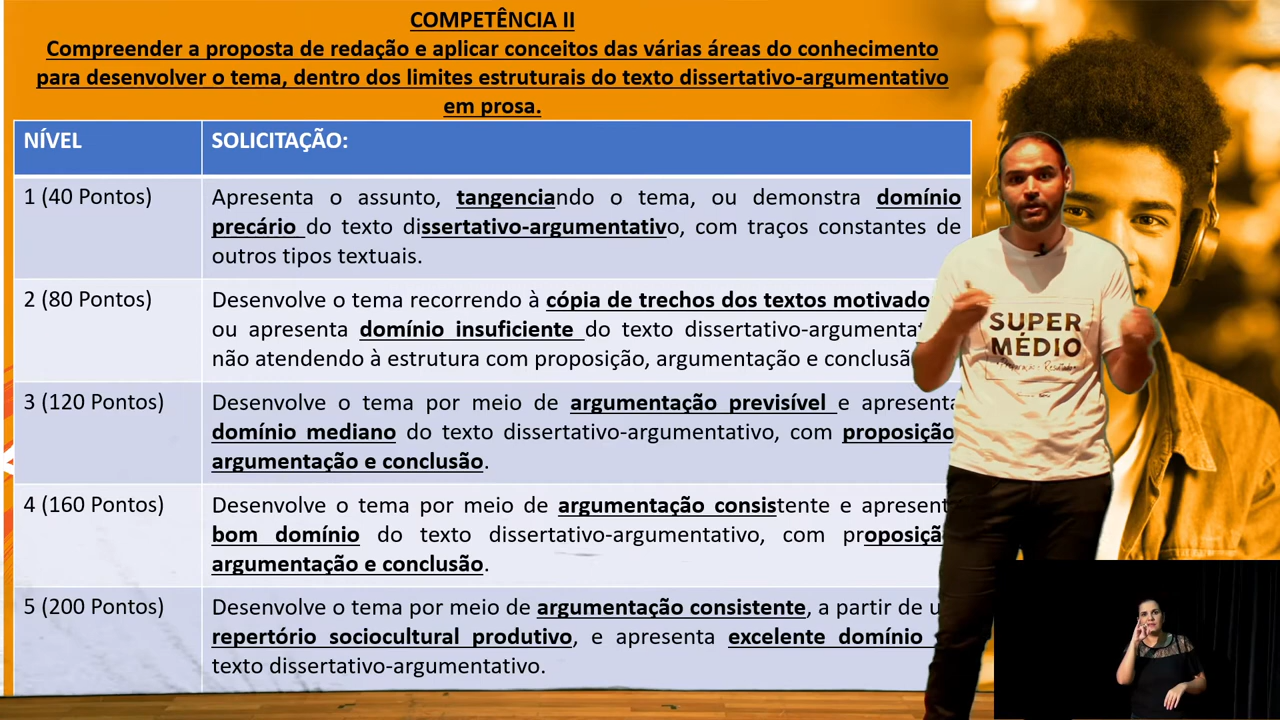 COMPETÊNCIA II
Compreender a proposta de redação e aplicar conceitos das várias áreas do conhecimento
para desenvolver o tema, dentro dos limites estruturais do texto dissertativo-argumentativo
em prosa.
NÍVEL SOLICITAÇÃO:
1 (40 Pontos) Apresenta o assunto, tangenciando o tema, ou demonstra domínio
precário do texto dissertativo-argumentativo, com traços constantes de
outros tipos textuais.
2 (80 Pontos) Desenvolve o tema recorrendo à cópia de trechos dos textos
ou apresenta domínio insuficiente do texto
não atendendo à estrutura com proposição, argumentação e
3 (120 Pontos) Desenvolve o tema por meio de argumentação previsível e apresenta
domínio mediano do texto dissertativo-argumentativo, com proposição
argumentação e conclusão.
4 (160 Pontos) Desenvolve o tema por meio de argumentação consistente e
bom domínio do texto dissertativo-argumentativo, com
argumentação e conclusão.
5 (200 Pontos) Desenvolve o tema por meio de argumentação consistente, a partir de
repertório sociocultural produtivo, e apresenta excelente domínio
texto dissertativo-argumentativo.
SUPER
MÉDIO